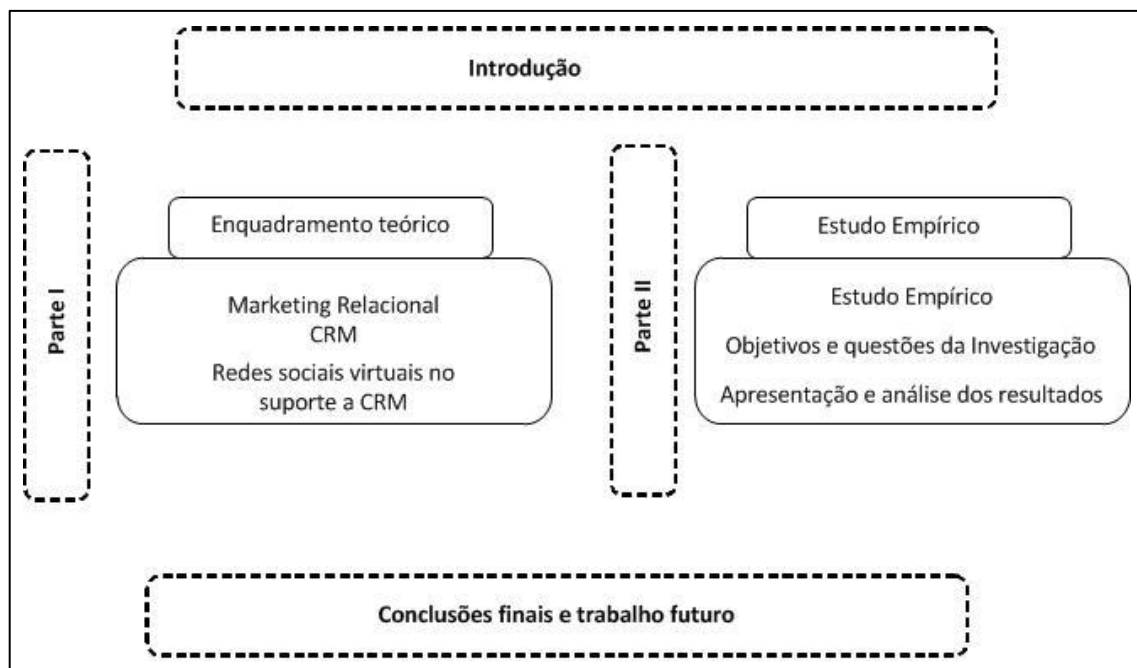 Introdução
Parte I
Enquadramento teórico
Marketing Relacional
CRM
Redes sociais virtuais no
suporte a CRM
Parte II
Estudo Empírico
Estudo Empírico
Objetivos e questões da Investigação
Apresentação e análise dos resultados
Conclusões finais e trabalho futuro